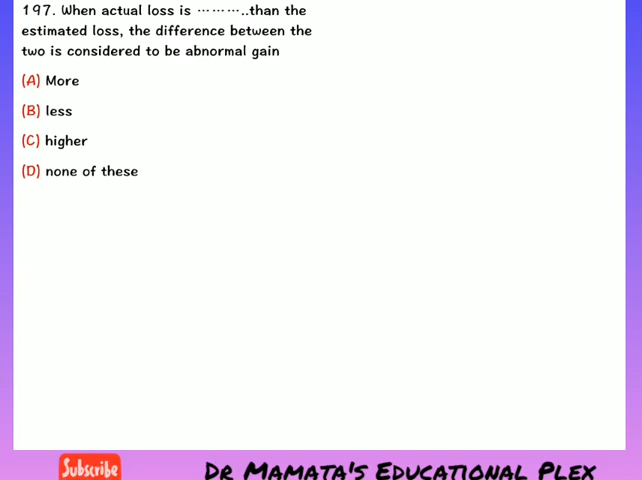 197. When actual loss is ………..than the
estimated loss, the difference between the
two is considered to be abnormal gain
(A) More
(B) less
(C) higher
(D) none of these
Subscribe
Dr Mamata's Educational Plex